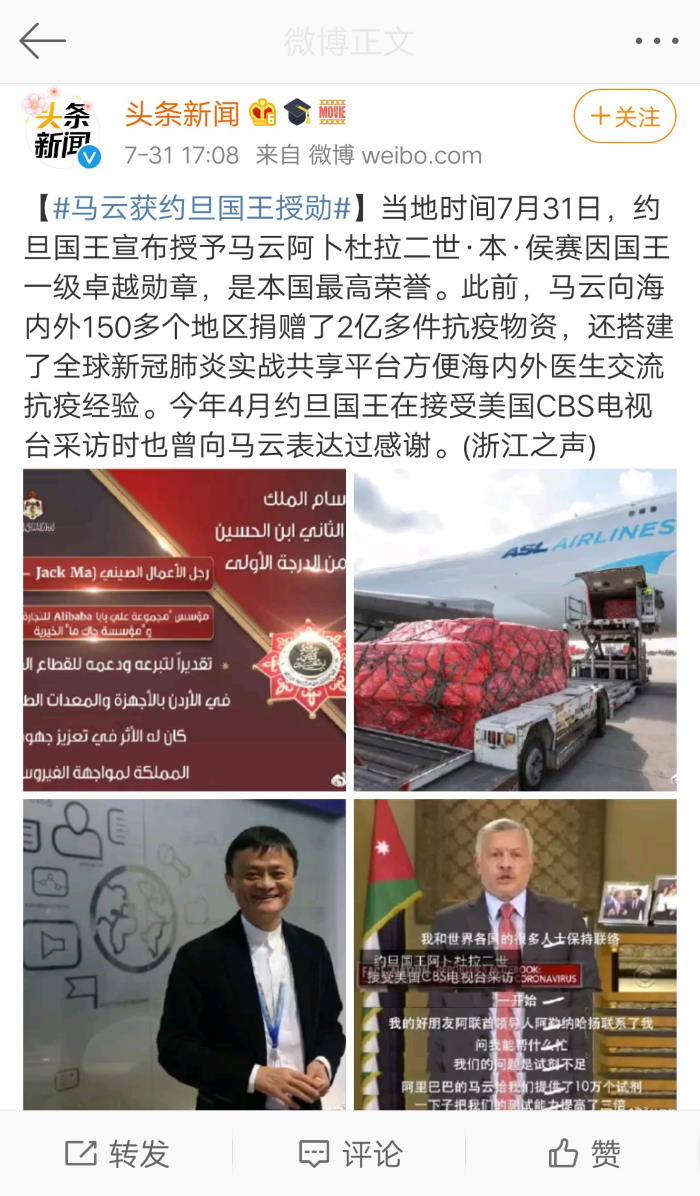 微博正文
头条新闻
头条
新闻
MOVIE
7-31 17:08 来自 微博 weibo.com
+关注
【#马云获约旦国王授勋#】当地时间7月31日，约
旦国王宣布授予马云阿卜杜拉二世·本·侯赛因国王
一级卓越勋章，是本国最高荣誉。此前，马云向海
内外150多个地区捐赠了2亿多件抗疫物资，还搭建
了全球新冠肺炎实战共享平台方便海内外医生交流
抗疫经验。今年4月约旦国王在接受美国CBS电视
台采访时也曾向马云表达过感谢。(浙江之声)
سام الملك
الثاني ابن الحسين
من الدرجة الأولى
رجل الأعمال الصيني (Jack Ma –
مؤسس "مجموعة علي بابا Alibaba للتجارة
و"مؤسسة جاك ما" الخيرية
تقديراً لتبرعه ودعمه للقطاع ال
في الأردن بالأجهزة والمعدات الط
كان له الأثر في تعزيز جهو
المملكة لمواجهة الفيروس
ASL AIRLINES
我和世界各国的很多人士保持联络
约旦国王阿卜杜拉二世
接受美国CBS电视台采访
CORONAVIRUS
一开始
我的好朋友阿联酋领导人阿勒纳哈扬联系了我
问我能帮什么忙
我们的问题是试剂不足
阿里巴巴的马云给我们提供了10万个试剂
一下子把我们的测试能力提高了三倍
转发
评论
赞